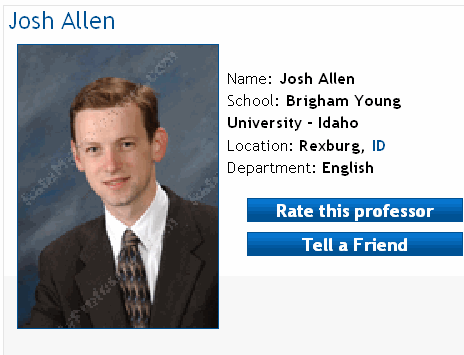 Josh Allen
Name: Josh Allen
School: Brigham Young
University - Idaho
Location: Rexburg, ID
Department: English
Rate this professor
Tell a Friend